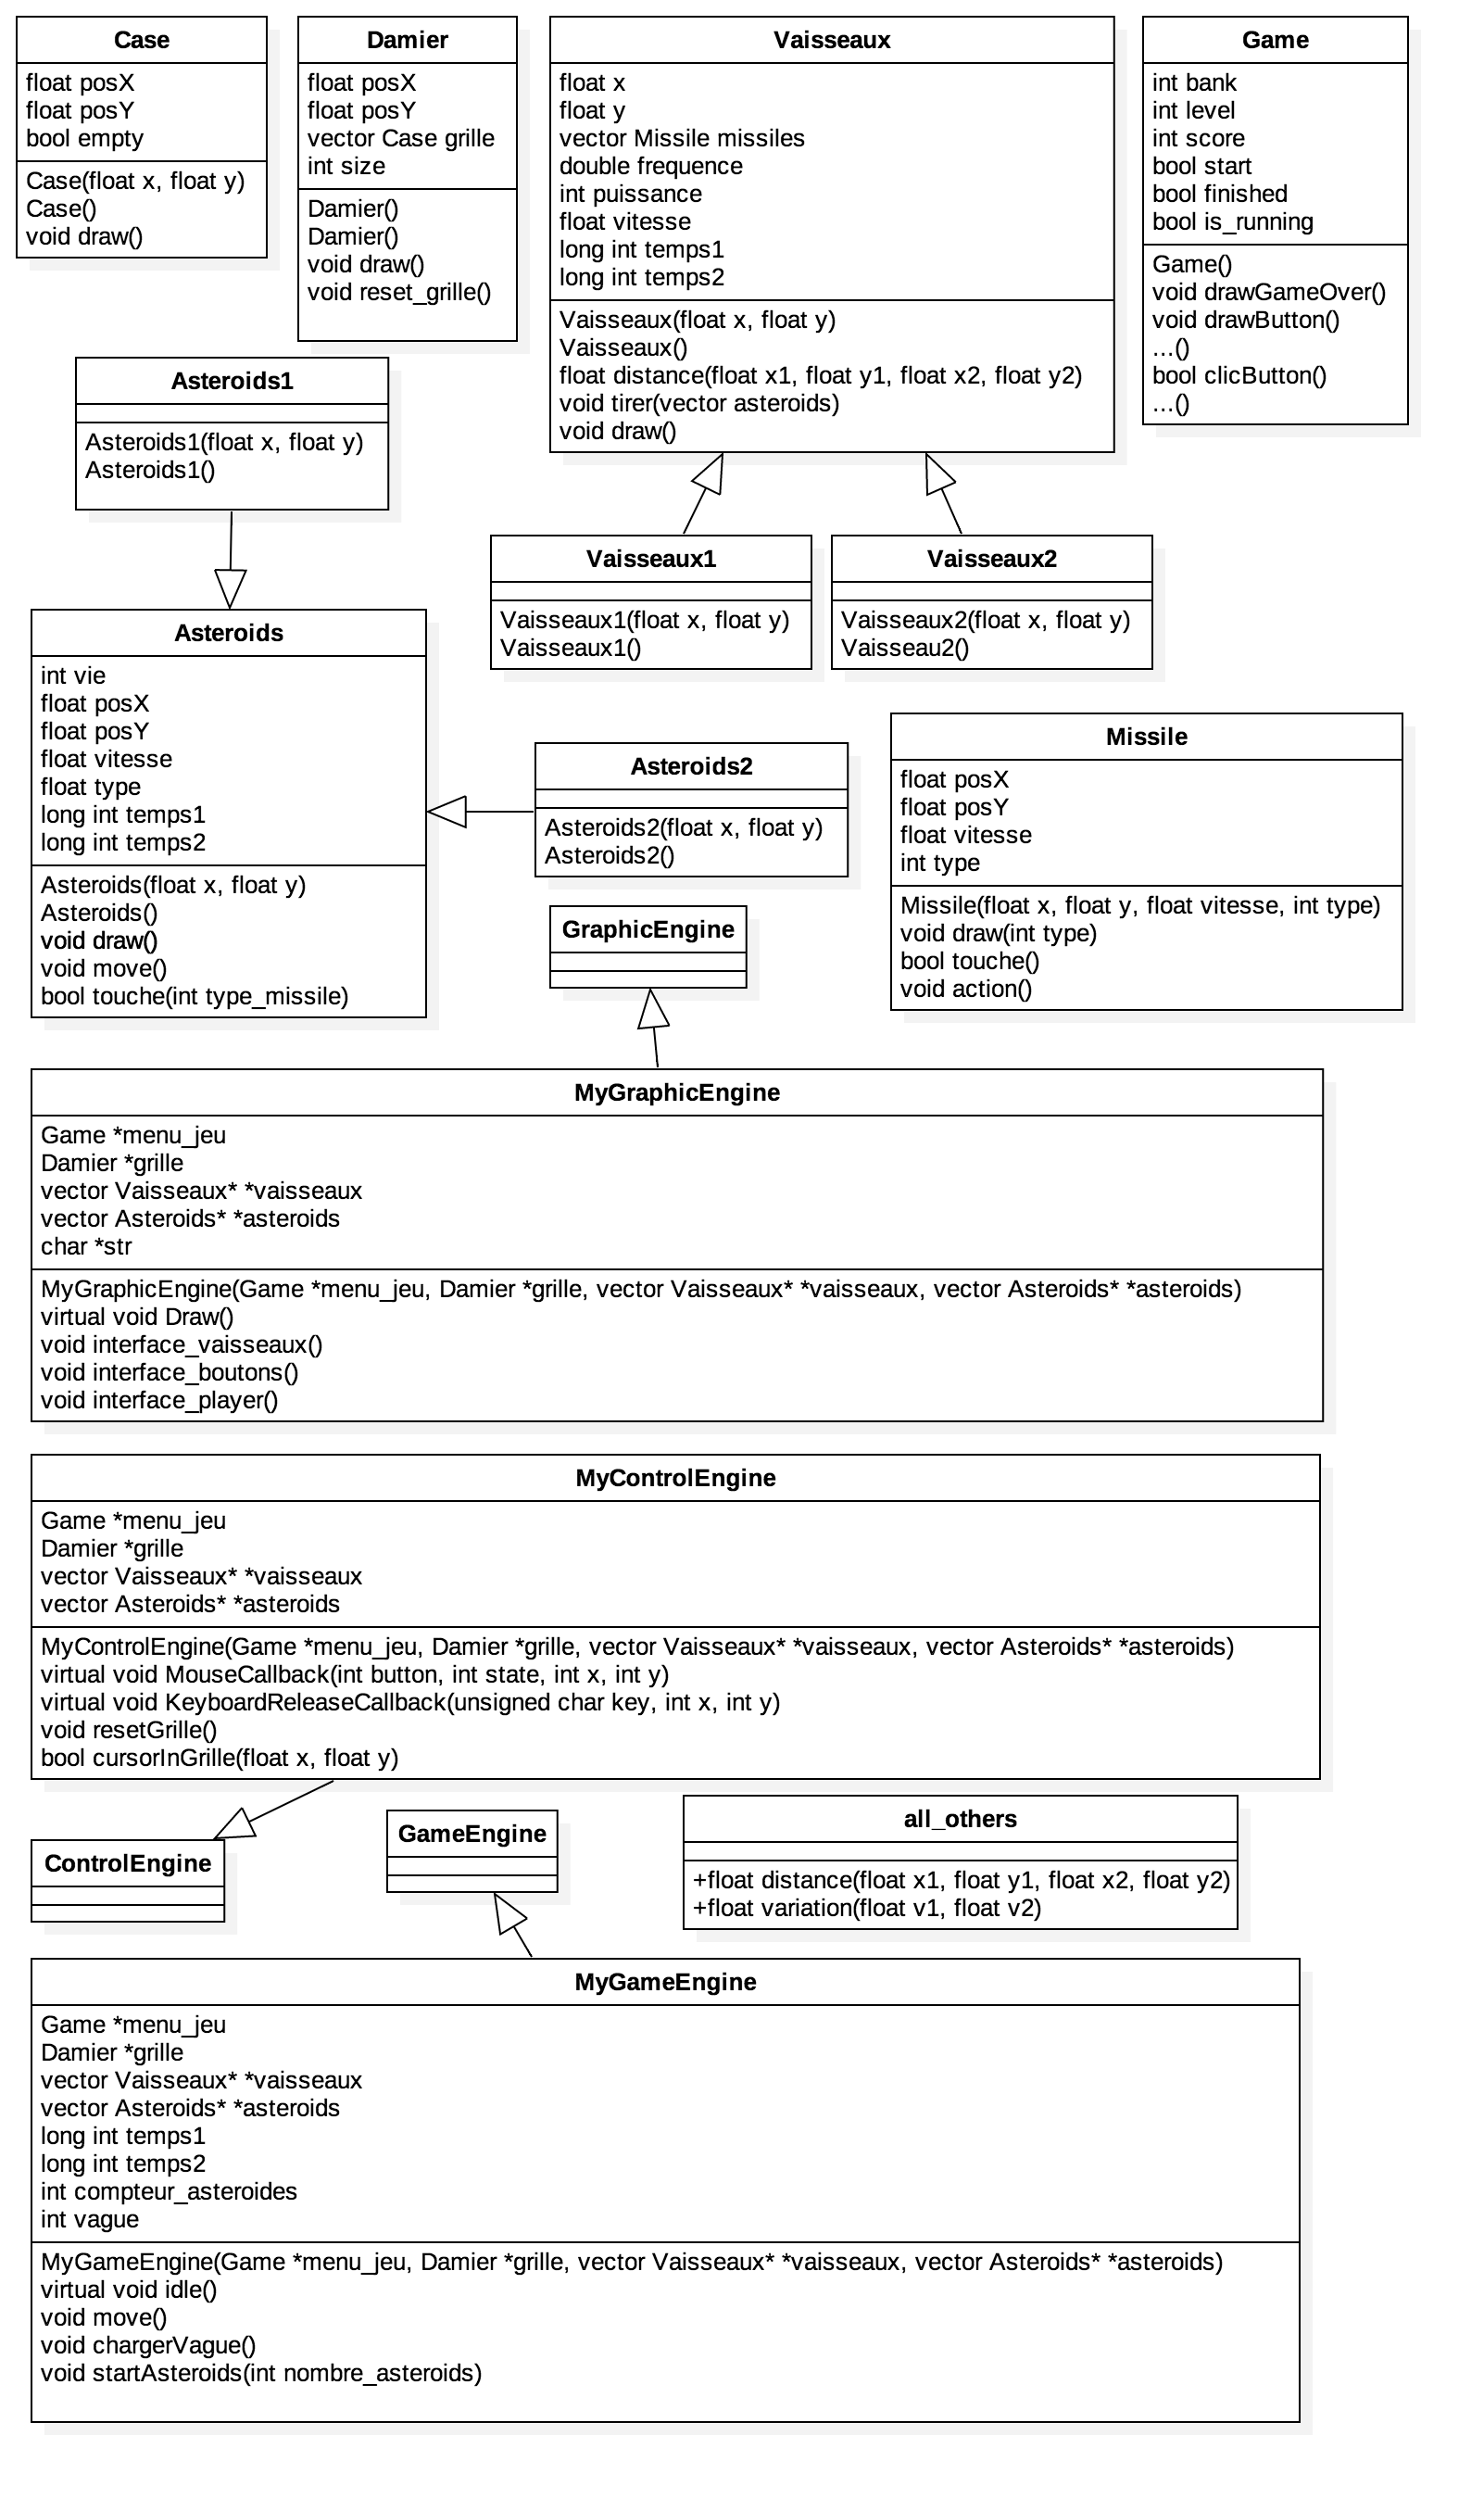 Case
float posX
float posY
bool empty
Case(float x, float y)
Case()
void draw()
Damier
float posX
float posY
vector Case grille
int size
Damier()
Damier()
void draw()
void reset_grille()
Vaisseaux
float x
float y
vector Missile missiles
double frequence
int puissance
float vitesse
long int temps1
long int temps2
Vaisseaux(float x, float y)
Vaisseaux()
float distance(float x1, float y1, float x2, float y2)
void tirer(vector asteroids)
void draw()
Game
int bank
int level
int score
bool start
bool finished
bool is_running
Game()
void drawGameOver()
void drawButton()
...()
bool clicButton()
...()
Asteroids1
Asteroids1(float x, float y)
Asteroids1()
Vaisseaux1
Vaisseaux1(float x, float y)
Vaisseaux1()
Vaisseaux2
Vaisseaux2(float x, float y)
Vaisseau2()
Asteroids
int vie
float posX
float posY
float vitesse
float type
long int temps1
long int temps2
Asteroids(float x, float y)
Asteroids()
void draw()
void move()
bool touche(int type_missile)
Asteroids2
Asteroids2(float x, float y)
Asteroids2()
Missile
float posX
float posY
float vitesse
int type
Missile(float x, float y, float vitesse, int type)
void draw(int type)
bool touche()
void action()
GraphicEngine
MyGraphicEngine
Game *menu_jeu
Damier *grille
vector Vaisseaux* *vaisseaux
vector Asteroids* *asteroids
char *str
MyGraphicEngine(Game *menu_jeu, Damier *grille, vector Vaisseaux* *vaisseaux, vector Asteroids* *asteroids)
virtual void Draw()
void interface_vaisseaux()
void interface_boutons()
void interface_player()
MyControlEngine
Game *menu_jeu
Damier *grille
vector Vaisseaux* *vaisseaux
vector Asteroids* *asteroids
MyControlEngine(Game *menu_jeu, Damier *grille, vector Vaisseaux* *vaisseaux, vector Asteroids* *asteroids)
virtual void MouseCallback(int button, int state, int x, int y)
virtual void KeyboardReleaseCallback(unsigned char key, int x, int y)
void resetGrille()
bool cursorInGrille(float x, float y)
ControlEngine
GameEngine
all_others
+float distance(float x1, float y1, float x2, float y2)
+float variation(float v1, float v2)
MyGameEngine
Game *menu_jeu
Damier *grille
vector Vaisseaux* *vaisseaux
vector Asteroids* *asteroids
long int temps1
long int temps2
int compteur_asteroides
int vague
MyGameEngine(Game *menu_jeu, Damier *grille, vector Vaisseaux* *vaisseaux, vector Asteroids* *asteroids)
virtual void idle()
void move()
void chargerVague()
void startAsteroids(int nombre_asteroids)